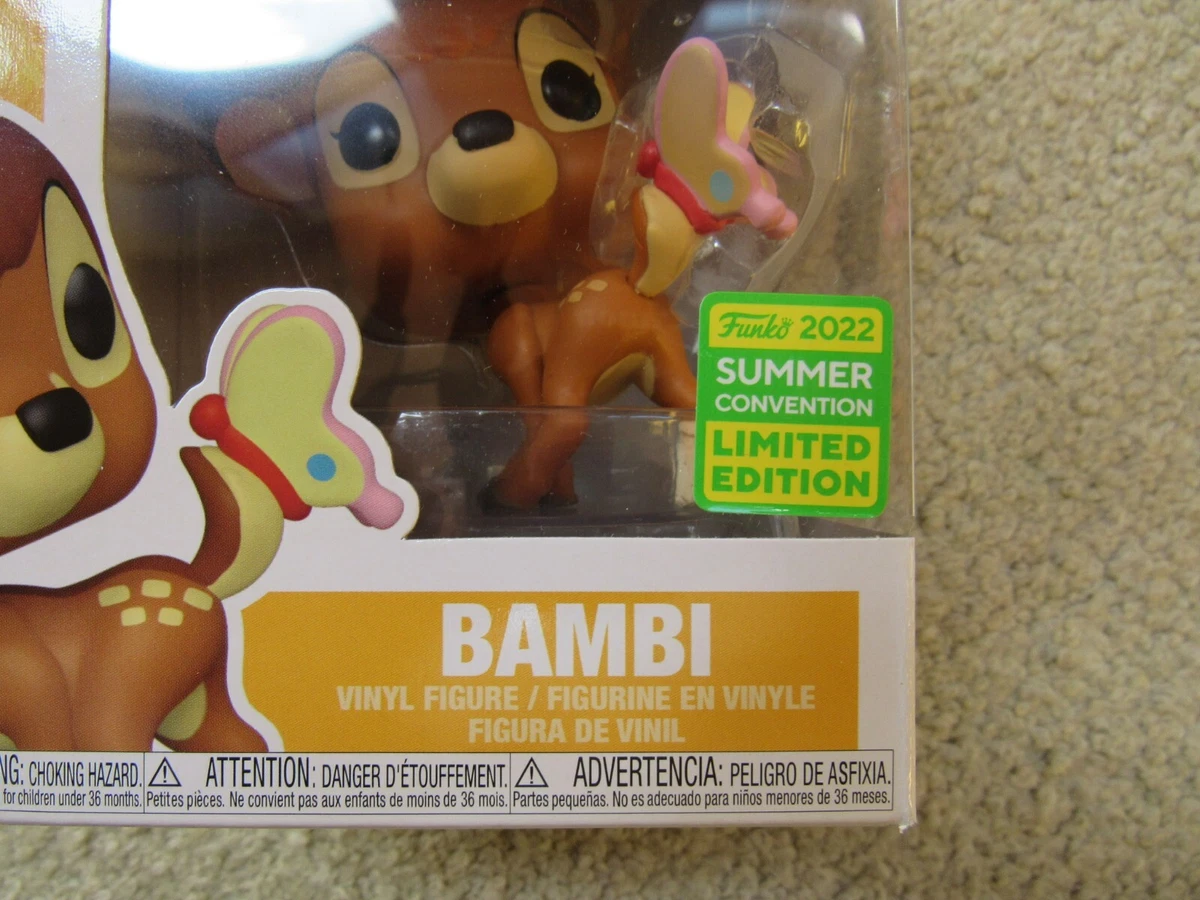 Funko 2022
SUMMER
CONVENTION
LIMITED
EDITION
BAMBI
VINYL FIGURE / FIGURINE EN VINYLE
FIGURA DE VINIL
NG: CHOKING HAZARD.
for children under 36 months.
ATTENTION: DANGER D'ÉTOUFFEMENT.
Petites pièces. Ne convient pas aux enfants de moins de 36 mois.
ADVERTENCIA: PELIGRO DE ASFIXIA.
Partes pequeñas. No es adecuado para niños menores de 36 meses.